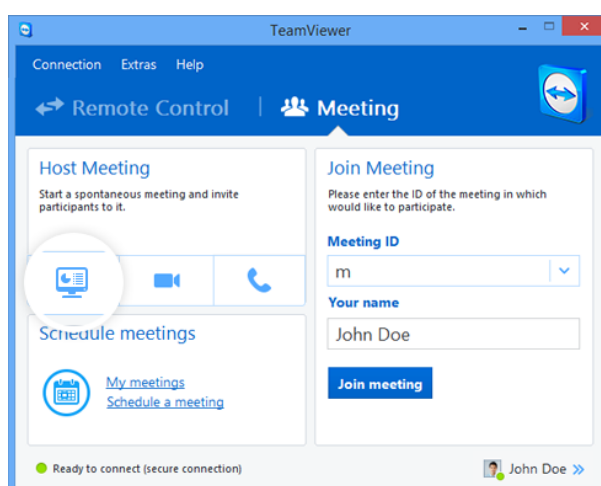 TeamViewer
Connection Extras Help
Remote Control
Meeting
Host Meeting
Start a spontaneous meeting and invite
participants to it.
Schedule meetings
My meetings
Schedule a meeting
Join Meeting
Please enter the ID of the meeting in which
would like to participate.
Meeting ID
m
Your name
John Doe
Join meeting
Ready to connect (secure connection)
John Doe